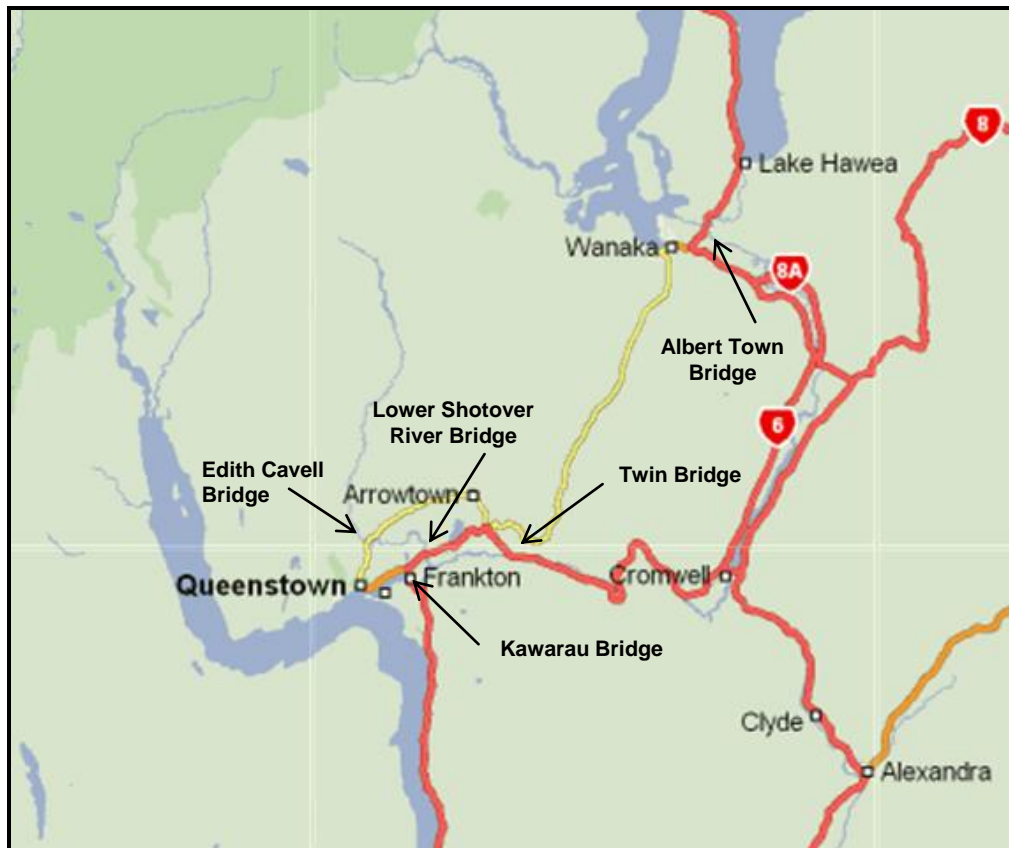 8
Lake Hawea
Wanaka
8A
Albert Town
Bridge
Lower Shotover
River Bridge
6
Edith Cavell
Bridge
Arrowtown
Twin Bridge
Queenstown
Frankton
Cromwell
Kawarau Bridge
Clyde
Alexandra